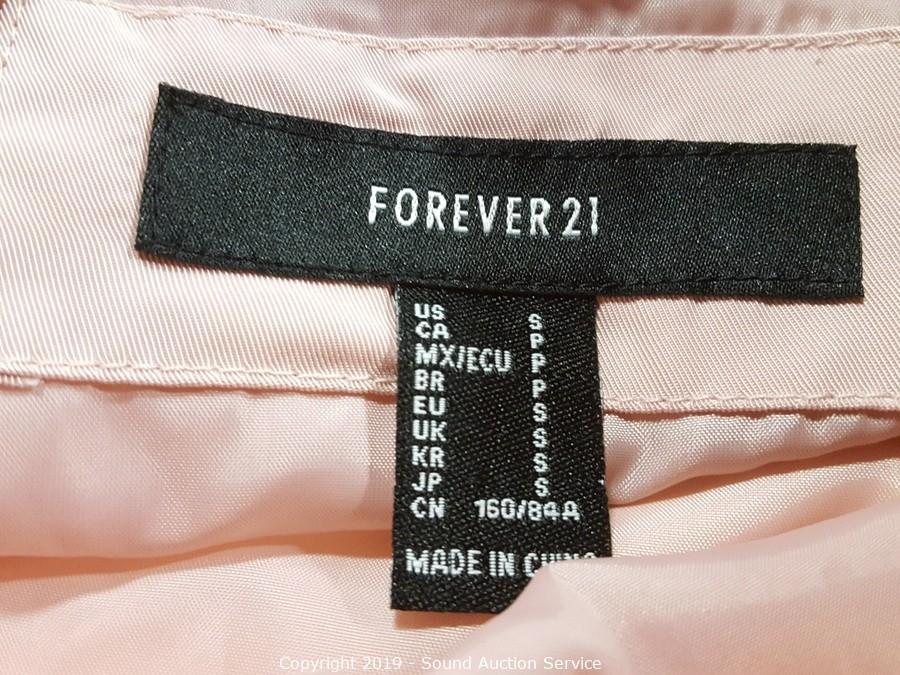 FOREVER 21
US S
CA P
MX/ECU P
BR P
EU S
UK S
KR S
JP S
CN 160/84A
MADE IN CHINA
Copyright 2019 - Sound Auction Service